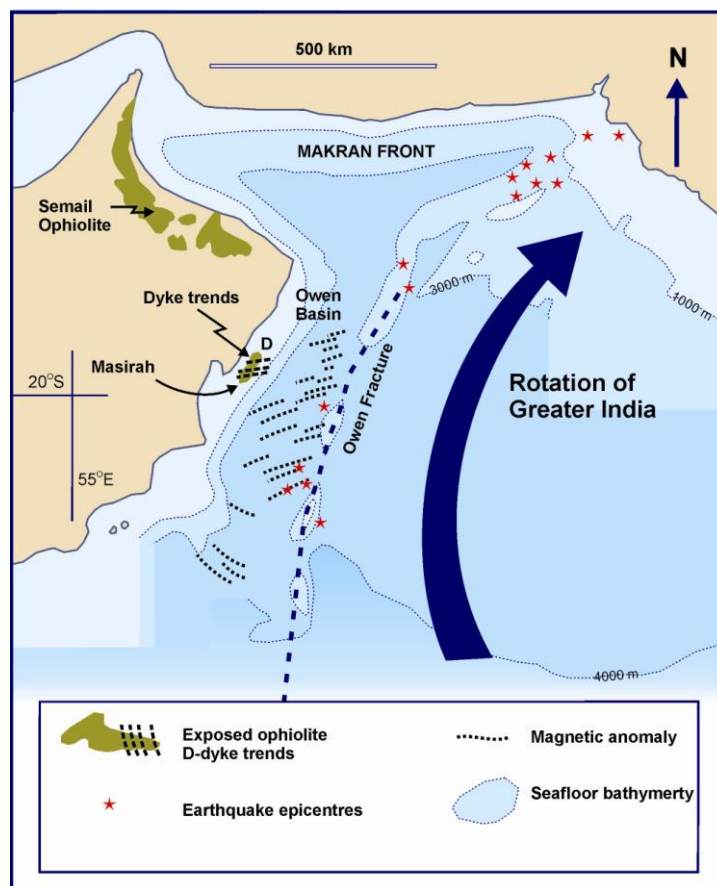 500 km
N
MAKRAN FRONT
Semail
Ophiolite
3000 m
1000 m
Dyke trends
Owen
Basin
D
Masirah
20°S
Owen Fracture
Rotation of
Greater India
55°E
4000 m
Exposed ophiolite
D-dyke trends
Magnetic anomaly
Earthquake epicentres
Seafloor bathymerty